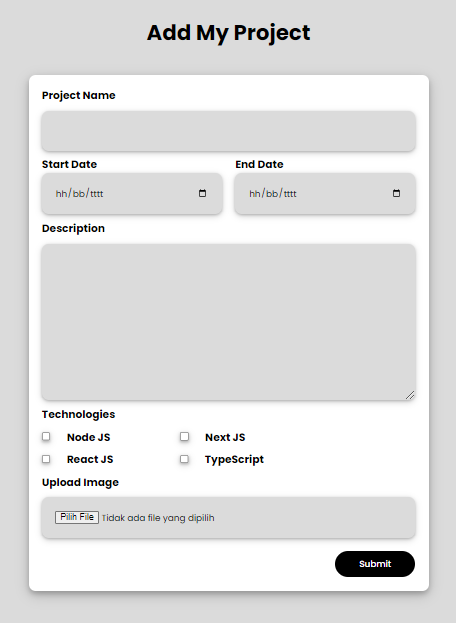 Add My Project
Project Name
Start Date End Date
hh/bb/tttt hh/bb/tttt
Description
Technologies
Node JS Next JS
React JS TypeScript
Upload Image
Pilih File Tidak ada file yang dipilih
Submit